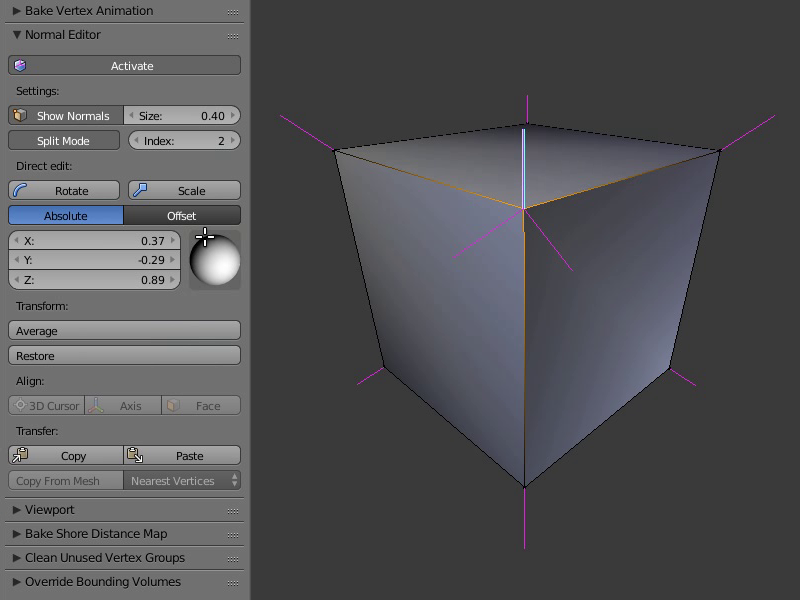 Bake Vertex Animation
Normal Editor
Activate
Settings:
Show Normals Size: 0.40
Split Mode Index: 2
Direct edit:
Rotate Scale
Absolute Offset
X: 0.37
Y: -0.29
Z: 0.89
Transform:
Average
Restore
Align:
3D Cursor Axis Face
Transfer:
Copy Paste
Copy From Mesh Nearest Vertices
Viewport
Bake Shore Distance Map
Clean Unused Vertex Groups
Override Bounding Volumes